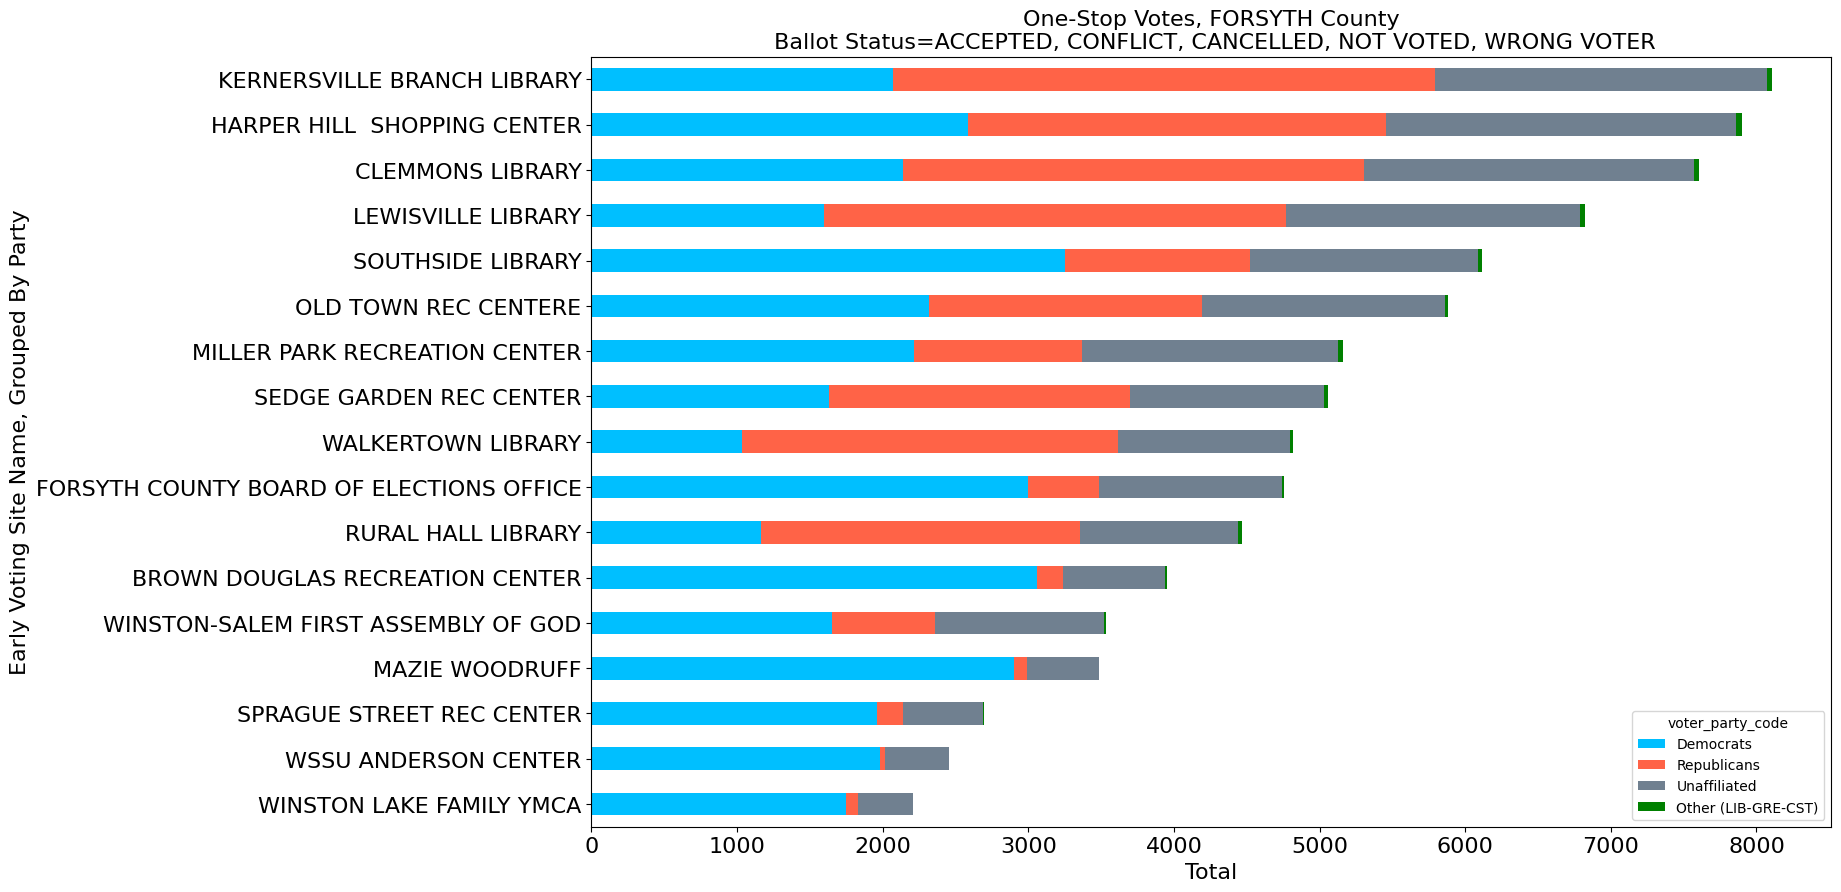 One-Stop Votes, FORSYTH County
Ballot Status=ACCEPTED, CONFLICT, CANCELLED, NOT VOTED, WRONG VOTER
Early Voting Site Name, Grouped By Party
KERNERSVILLE BRANCH LIBRARY
HARPER HILL  SHOPPING CENTER
CLEMMONS LIBRARY
LEWISVILLE LIBRARY
SOUTHSIDE LIBRARY
OLD TOWN REC CENTERE
MILLER PARK RECREATION CENTER
SEDGE GARDEN REC CENTER
WALKERTOWN LIBRARY
FORSYTH COUNTY BOARD OF ELECTIONS OFFICE
RURAL HALL LIBRARY
BROWN DOUGLAS RECREATION CENTER
WINSTON-SALEM FIRST ASSEMBLY OF GOD
MAZIE WOODRUFF
SPRAGUE STREET REC CENTER
WSSU ANDERSON CENTER
WINSTON LAKE FAMILY YMCA
voter_party_code
Democrats
Republicans
Unaffiliated
Other (LIB-GRE-CST)
0 1000 2000 3000 4000 5000 6000 7000 8000
Total